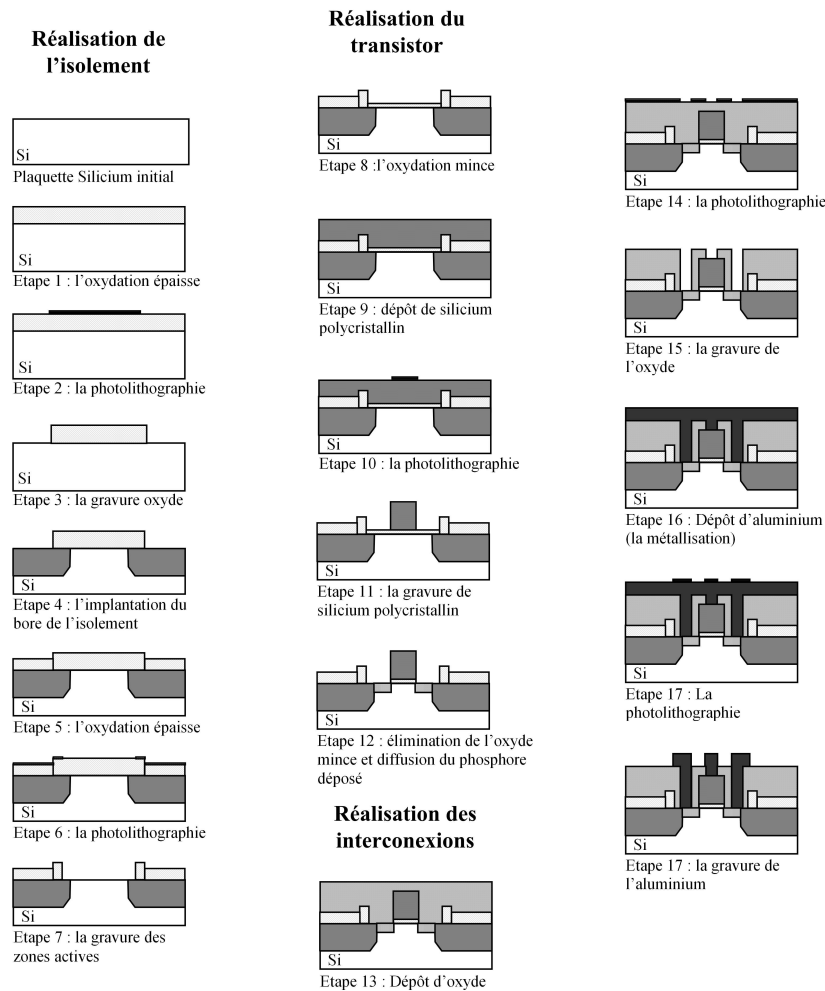 Réalisation de
l'isolement
Si
Plaquette Silicium initial
Si
Etape 1 : l'oxydation épaisse
Si
Etape 2 : la photolithographie
Si
Etape 3 : la gravure oxyde
Si
Etape 4 : l'implantation du
bore de l'isolement
Si
Etape 5 : l'oxydation épaisse
Si
Etape 6 : la photolithographie
Si
Etape 7 : la gravure des
zones actives
Réalisation du
transistor
Si
Etape 8 :l'oxydation mince
Si
Etape 9 : dépôt de silicium
polycristallin
Si
Etape 10 : la photolithographie
Si
Etape 11 : la gravure de
silicium polycristallin
Si
Etape 12 : élimination de l'oxyde
mince et diffusion du phosphore
déposé
Réalisation des
interconexions
Si
Etape 13 : Dépôt d'oxyde
Si
Etape 14 : la photolithographie
Si
Etape 15 : la gravure de
l'oxyde
Si
Etape 16 : Dépôt d'aluminium
(la métallisation)
Si
Etape 17 : La
photolithographie
Si
Etape 17 : la gravure de
l'aluminium